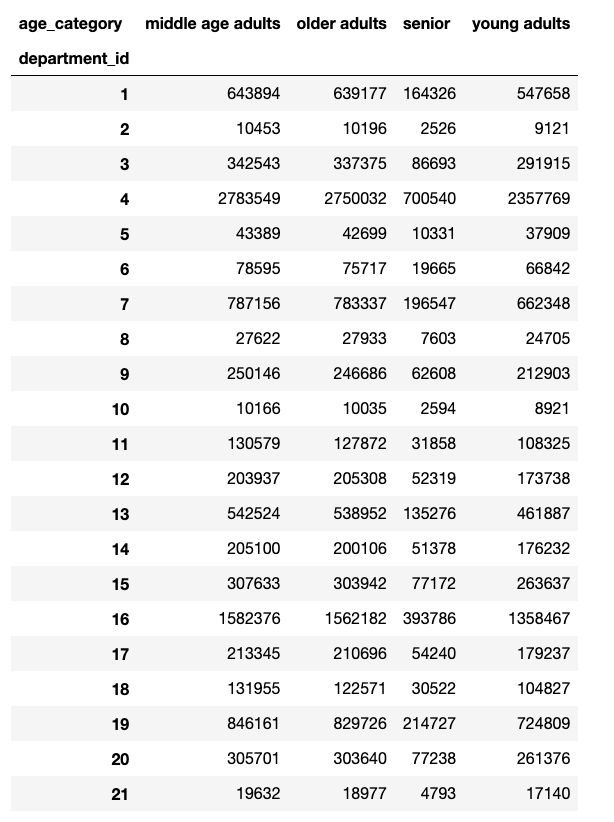 age_category middle age adults older adults senior young adults
department_id
1 643894 639177 164326 547658
2 10453 10196 2526 9121
3 342543 337375 86693 291915
4 2783549 2750032 700540 2357769
5 43389 42699 10331 37909
6 78595 75717 19665 66842
7 787156 783337 196547 662348
8 27622 27933 7603 24705
9 250146 246686 62608 212903
10 10166 10035 2594 8921
11 130579 127872 31858 108325
12 203937 205308 52319 173738
13 542524 538952 135276 461887
14 205100 200106 51378 176232
15 307633 303942 77172 263637
16 1582376 1562182 393786 1358467
17 213345 210696 54240 179237
18 131955 122571 30522 104827
19 846161 829726 214727 724809
20 305701 303640 77238 261376
21 19632 18977 4793 17140